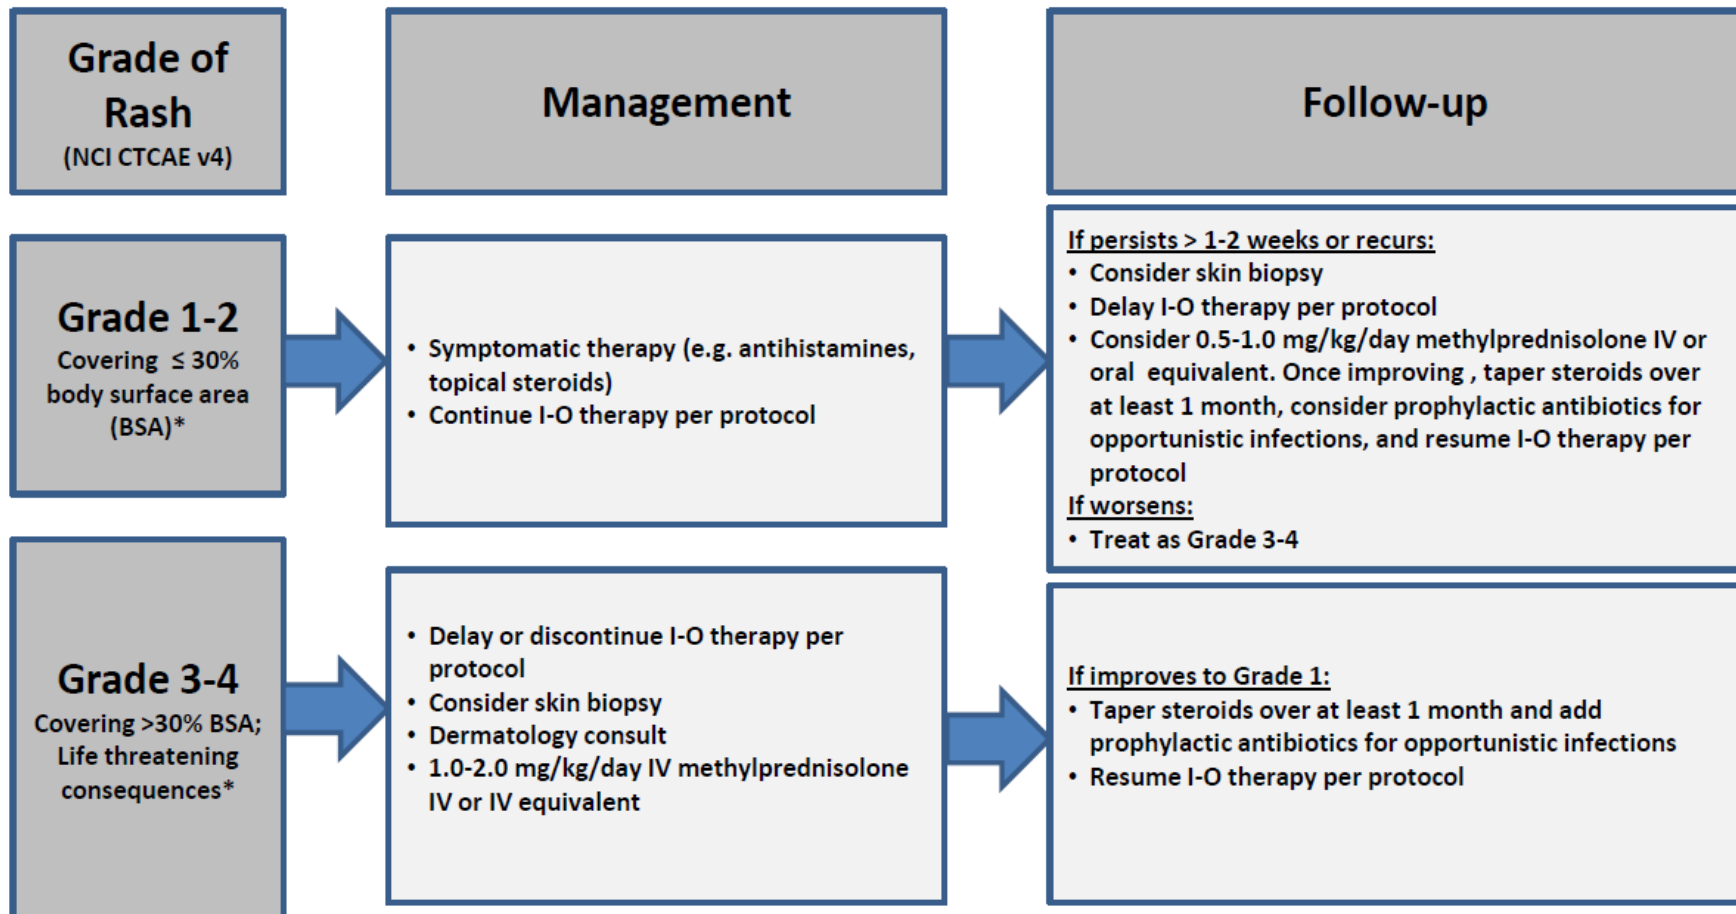 Grade of
Rash
(NCI CTCAE v4)
Management
Follow-up
Grade 1-2
Covering ≤ 30%
body surface area
(BSA)*
• Symptomatic therapy (e.g. antihistamines,
topical steroids)
• Continue I-O therapy per protocol
If persists > 1-2 weeks or recurs:
• Consider skin biopsy
• Delay I-O therapy per protocol
• Consider 0.5-1.0 mg/kg/day methylprednisolone IV or
oral equivalent. Once improving , taper steroids over
at least 1 month, consider prophylactic antibiotics for
opportunistic infections, and resume I-O therapy per
protocol
If worsens:
• Treat as Grade 3-4
Grade 3-4
Covering >30% BSA;
Life threatening
consequences*
• Delay or discontinue I-O therapy per
protocol
• Consider skin biopsy
• Dermatology consult
• 1.0-2.0 mg/kg/day IV methylprednisolone
IV or IV equivalent
If improves to Grade 1:
• Taper steroids over at least 1 month and add
prophylactic antibiotics for opportunistic infections
• Resume I-O therapy per protocol